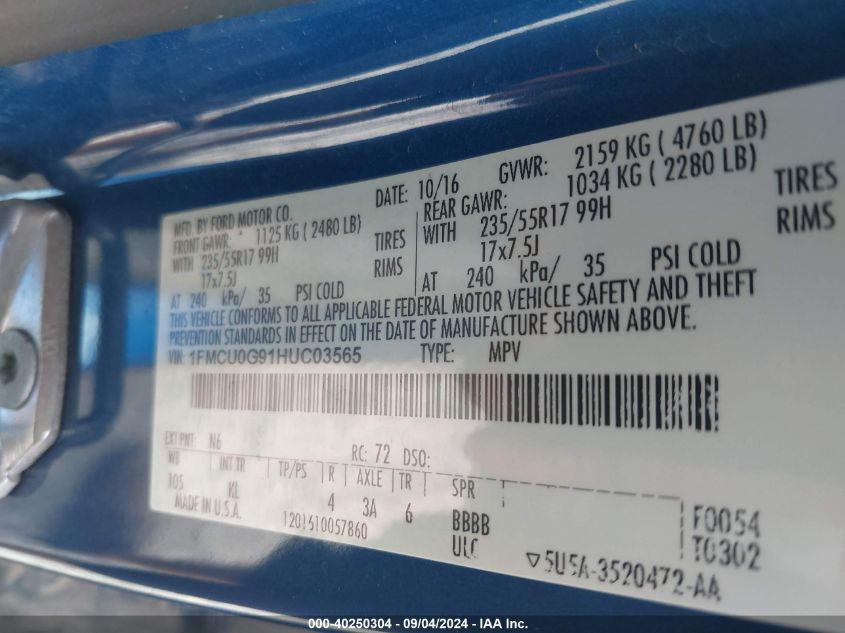 MFD. BY FORD MOTOR CO. DATE: 10/16 GVWR: 2159 KG ( 4760 LB)
FRONT GAWR: 1125 KG ( 2480 LB) REAR GAWR: 1034 KG ( 2280 LB)
WITH 235/55R17 99H TIRES WITH 235/55R17 99H TIRES
17x7.5J RIMS 17x7.5J RIMS
AT 240 kPa/ 35 PSI COLD AT 240 kPa/ 35 PSI COLD
THIS VEHICLE CONFORMS TO ALL APPLICABLE FEDERAL MOTOR VEHICLE SAFETY AND THEFT
PREVENTION STANDARDS IN EFFECT ON THE DATE OF MANUFACTURE SHOWN ABOVE.
VIN: 1FMCU0G91HUC03565 TYPE: MPV
EXT PNT: N6 RC: 72 DSO:
WB INT TR TP/PS R AXLE TR SPR
105 KL 4 3A 6 BBBB F0054
MADE IN U.S.A. 1201610057860 ULC T0302
▽5U5A-3520472-AA
000-40250304 - 09/04/2024 - IAA Inc.